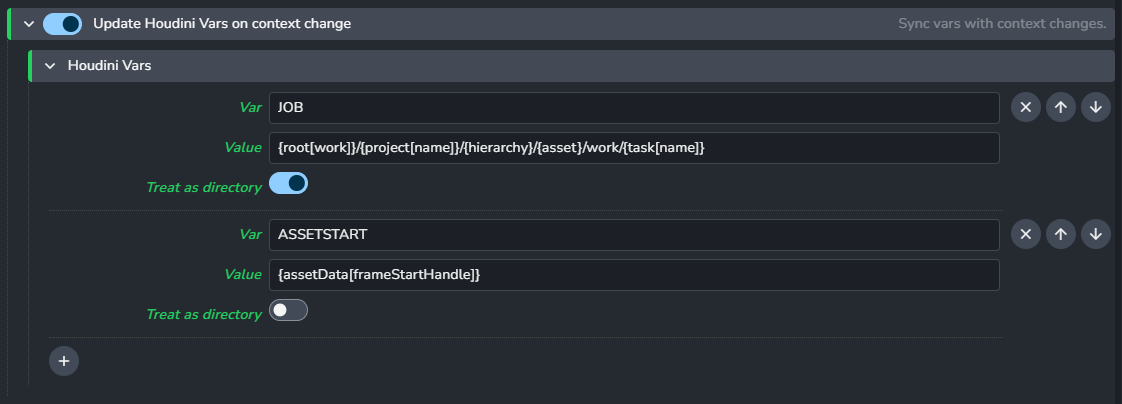 Update Houdini Vars on context change Sync vars with context changes.
Houdini Vars
Var JOB
Value {root[work]}/{project[name]}/{hierarchy}/{asset}/work/{task[name]}
Treat as directory
Var ASSETSTART
Value {assetData[frameStartHandle]}
Treat as directory